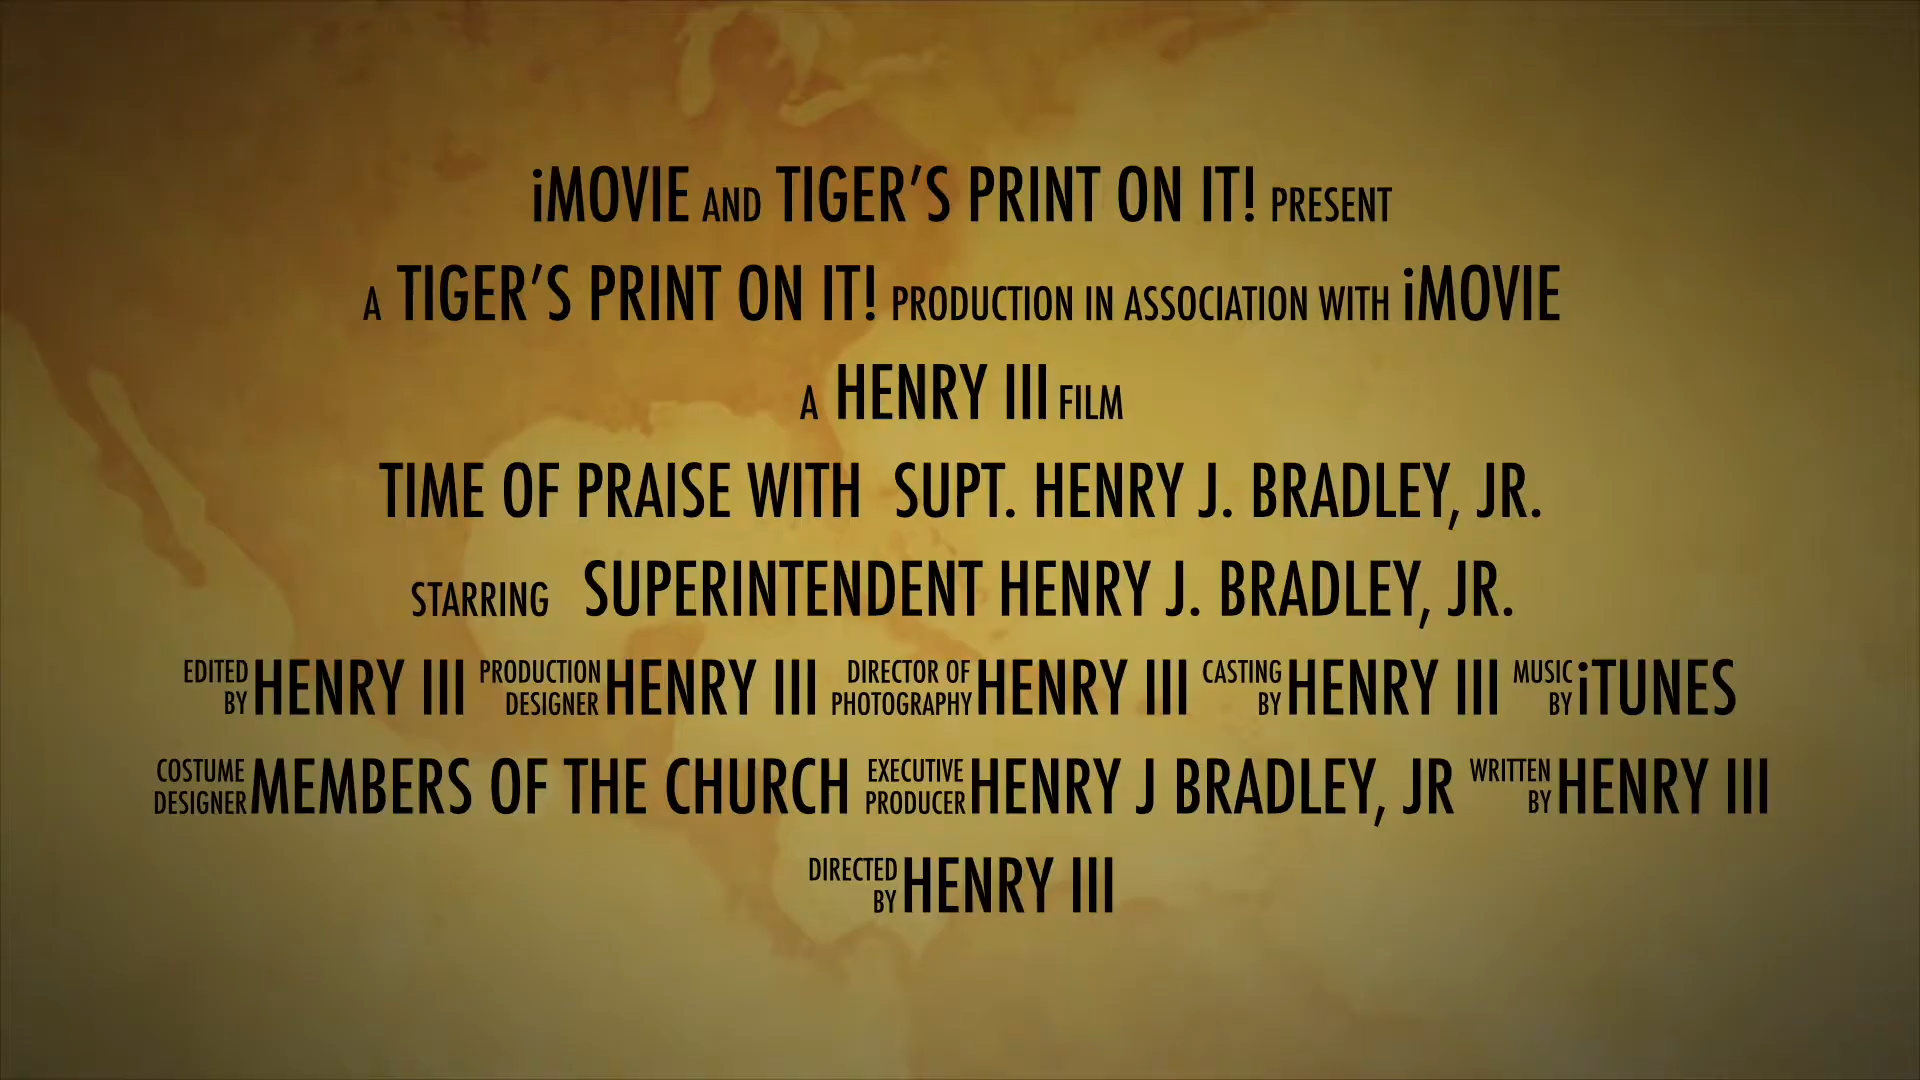 iMOVIE AND TIGER'S PRINT ON IT! PRESENT
A TIGER'S PRINT ON IT! PRODUCTION IN ASSOCIATION WITH iMOVIE
A HENRY III FILM
TIME OF PRAISE WITH SUPT. HENRY J. BRADLEY, JR.
STARRING SUPERINTENDENT HENRY J. BRADLEY, JR.
EDITED BY HENRY III PRODUCTION DESIGNER HENRY III DIRECTOR OF PHOTOGRAPHY HENRY III CASTING BY HENRY III MUSIC BY iTUNES
COSTUME DESIGNER MEMBERS OF THE CHURCH EXECUTIVE PRODUCER HENRY J BRADLEY, JR WRITTEN BY HENRY III
DIRECTED BY HENRY III